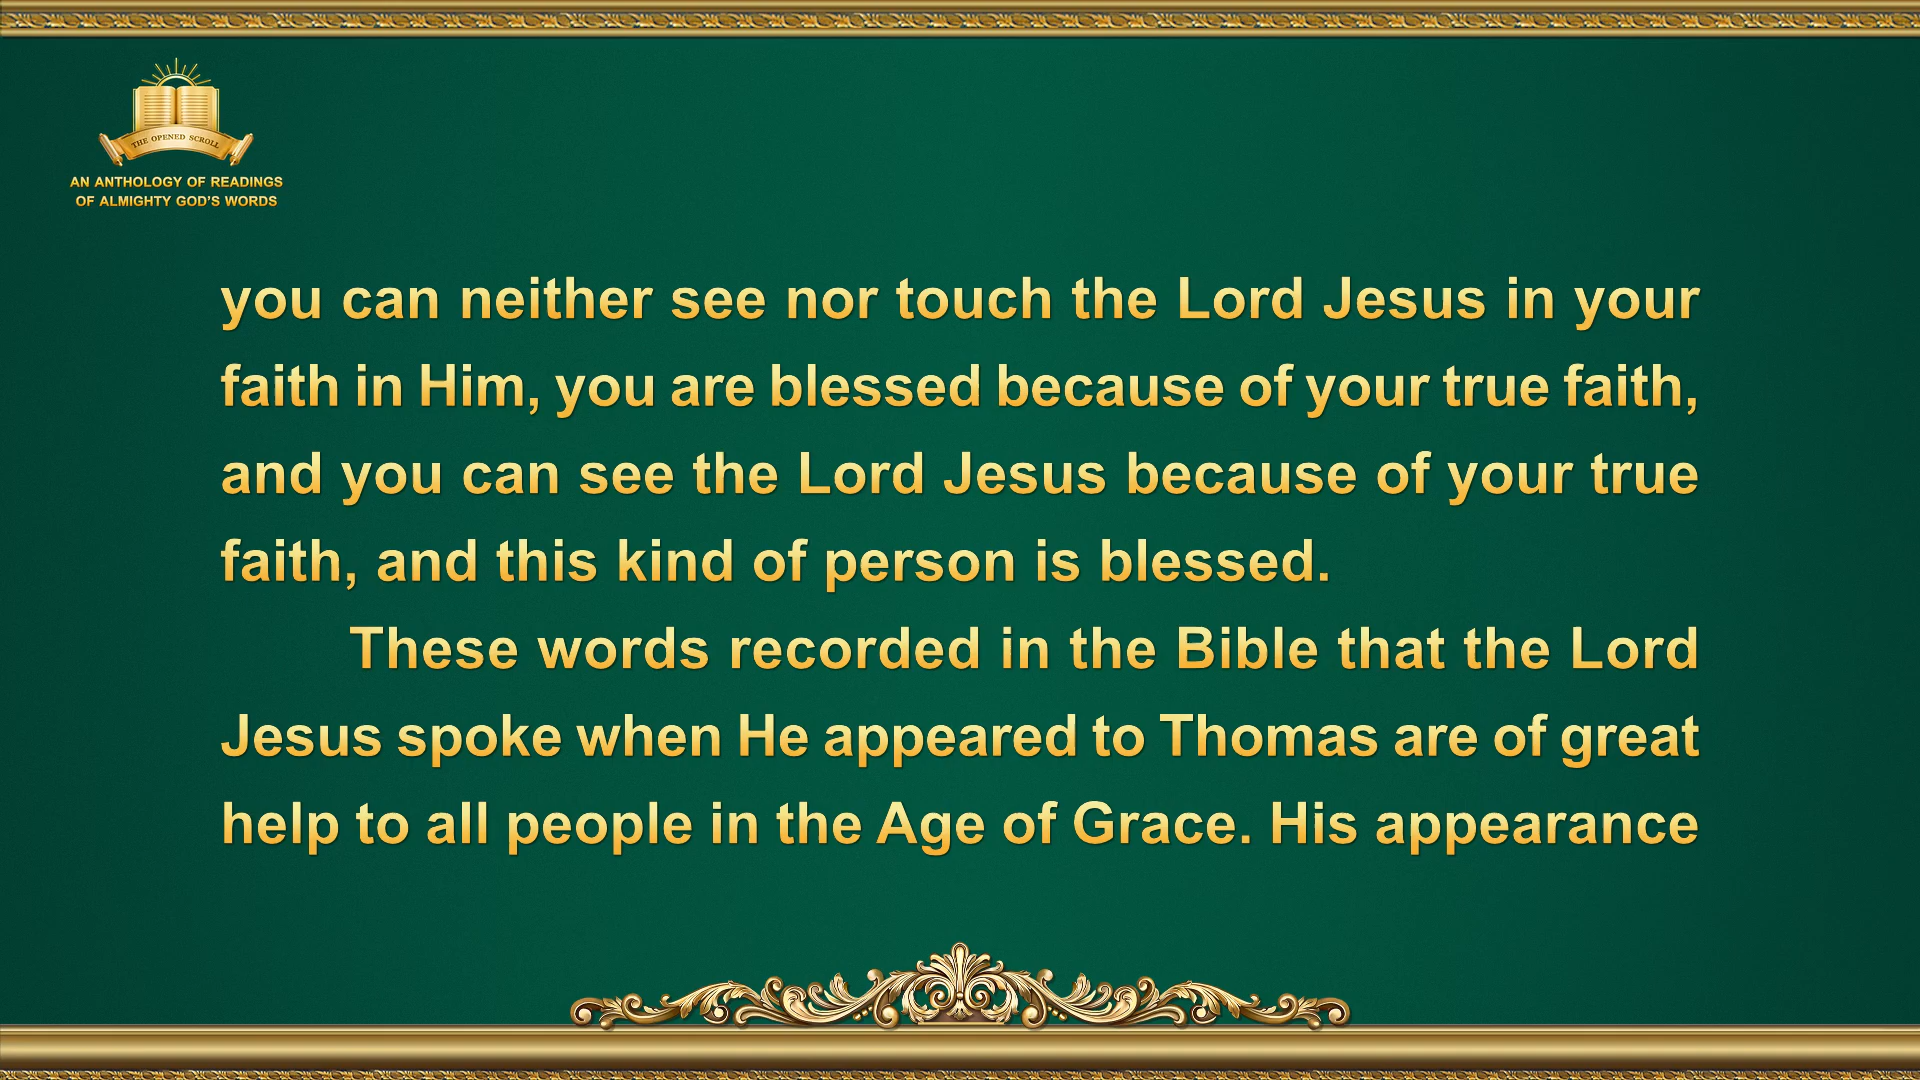 THE OPENED SCROLL
AN ANTHOLOGY OF READINGS
OF ALMIGHTY GOD'S WORDS
you can neither see nor touch the Lord Jesus in your
faith in Him, you are blessed because of your true faith,
and you can see the Lord Jesus because of your true
faith, and this kind of person is blessed.
These words recorded in the Bible that the Lord
Jesus spoke when He appeared to Thomas are of great
help to all people in the Age of Grace. His appearance